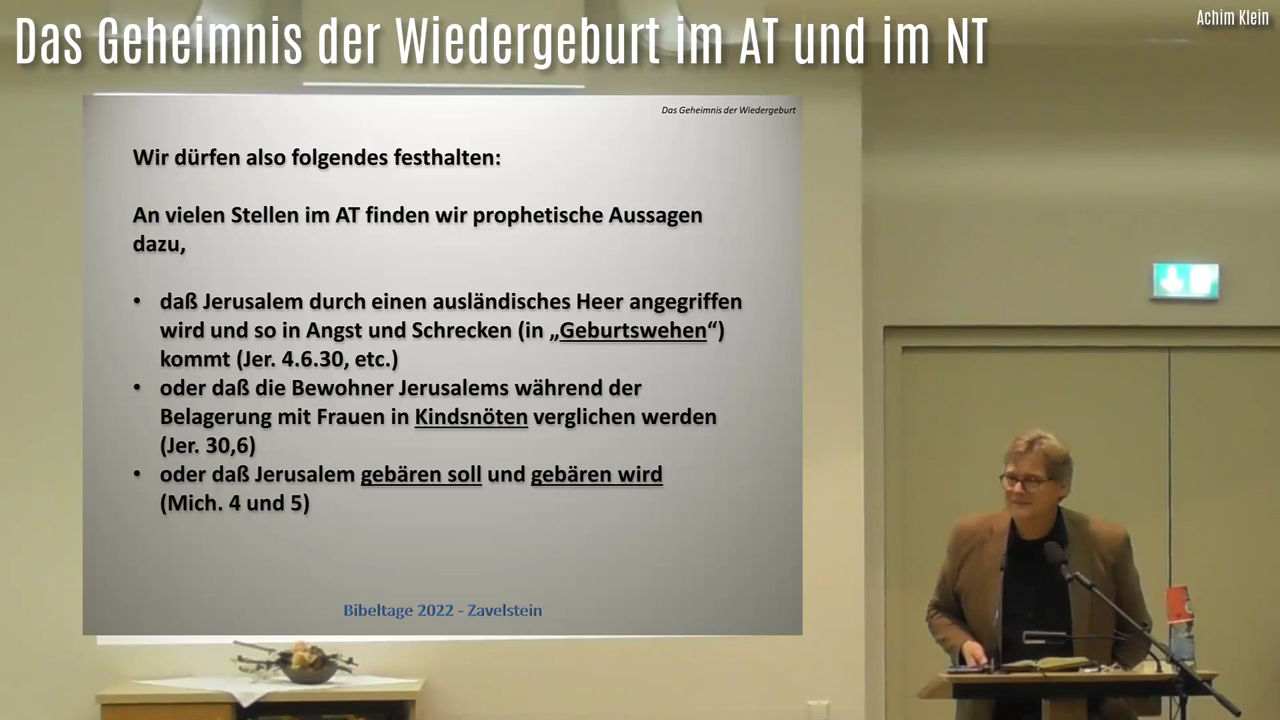 Das Geheimnis der Wiedergeburt im AT und im NT
Achim Klein
Das Geheimnis der Wiedergeburt
Wir dürfen also folgendes festhalten:
An vielen Stellen im AT finden wir prophetische Aussagen
dazu,
• daß Jerusalem durch einen ausländisches Heer angegriffen
wird und so in Angst und Schrecken (in „Geburtswehen“)
kommt (Jer. 4.6.30, etc.)
• oder daß die Bewohner Jerusalems während der
Belagerung mit Frauen in Kindsnöten verglichen werden
(Jer. 30,6)
• oder daß Jerusalem gebären soll und gebären wird
(Mich. 4 und 5)
Bibeltage 2022 - Zavelstein